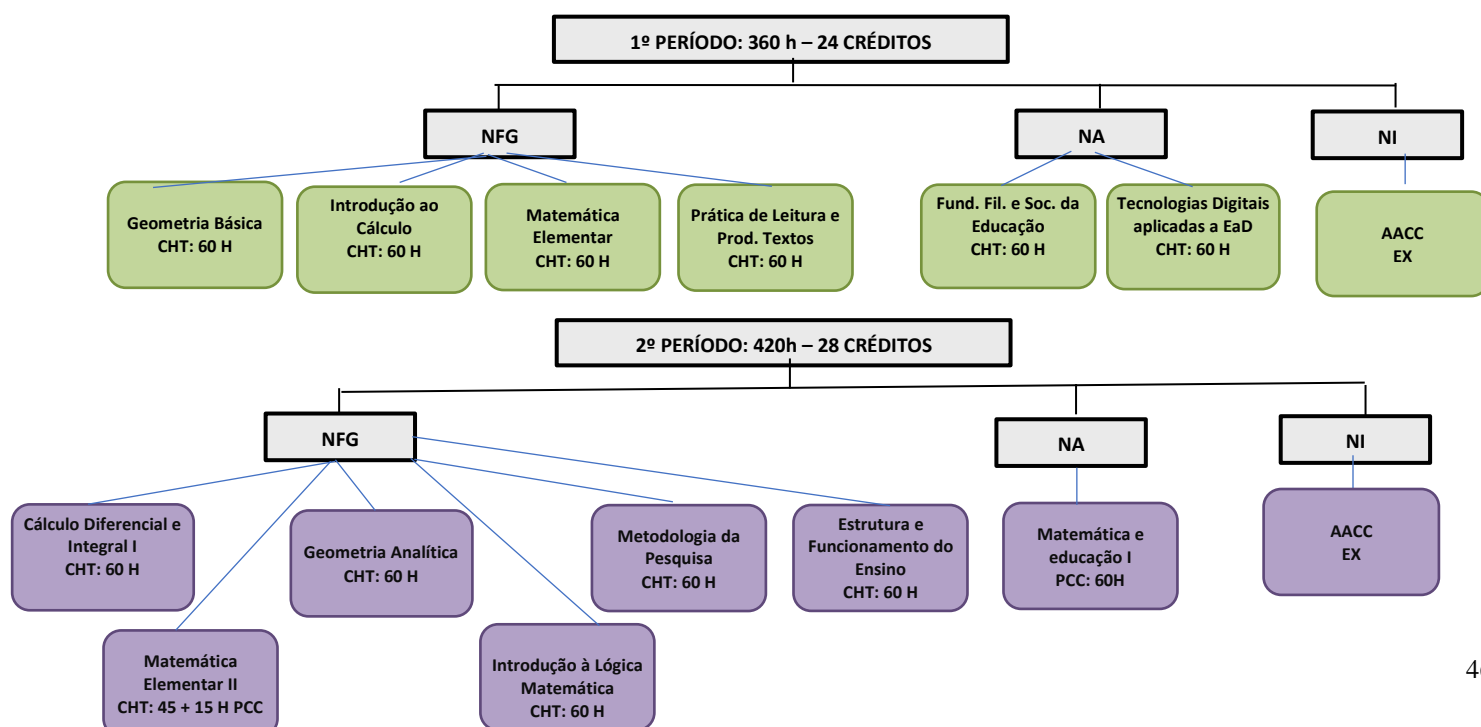 1º PERÍODO: 360 h – 24 CRÉDITOS
NFG
NA
NI
Geometria Básica
CHT: 60 H
Introdução ao
Cálculo
CHT: 60 H
Matemática
Elementar
CHT: 60 H
Prática de Leitura e
Prod. Textos
CHT: 60 H
Fund. Fil. e Soc. da
Educação
CHT: 60 H
Tecnologias Digitais
aplicadas a EaD
CHT: 60 H
AACC
EX
2º PERÍODO: 420h – 28 CRÉDITOS
NFG
NA
NI
Cálculo Diferencial e
Integral I
CHT: 60 H
Geometria Analítica
CHT: 60 H
Metodologia da
Pesquisa
CHT: 60 H
Estrutura e
Funcionamento do
Ensino
CHT: 60 H
Matemática e
educação I
PCC: 60H
AACC
EX
Matemática
Elementar II
CHT: 45 + 15 H PCC
Introdução à Lógica
Matemática
CHT: 60 H